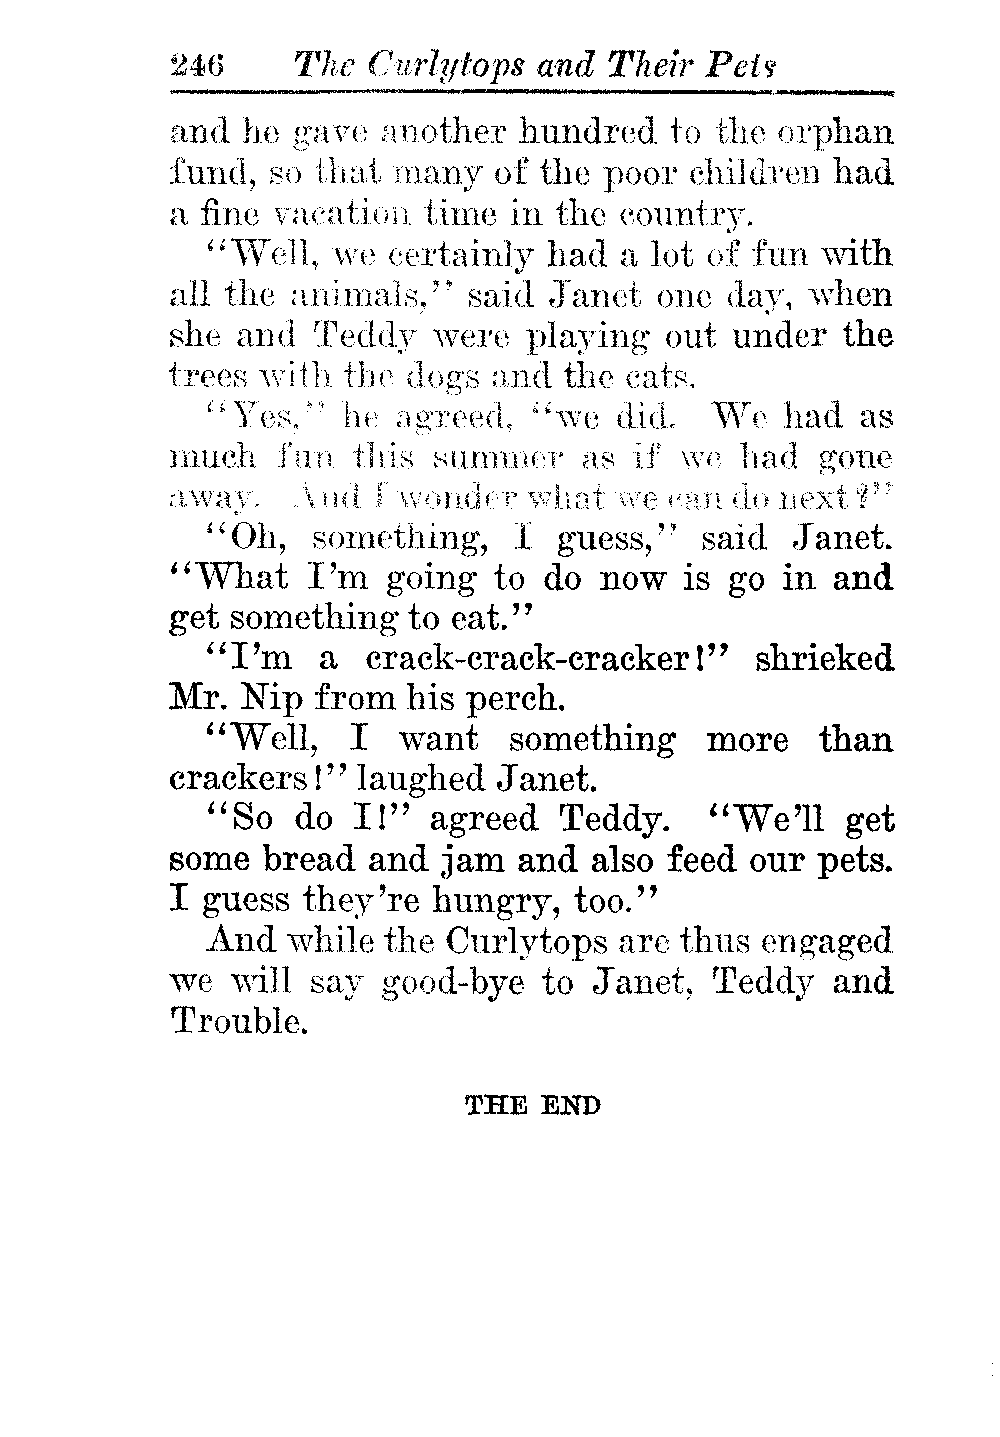 246 The Curlytops and Their Pets
and he gave another hundred to the orphan
fund, so that many of the poor children had
a fine vacation time in the country.
“Well, we certainly had a lot of fun with
all the animals,” said Janet one day, when
she and Teddy were playing out under the
trees with the dogs and the cats.
“Yes,” he agreed, “we did. We had as
much fun this summer as if we had gone
away. And I wonder what we can do next?”
“Oh, something, I guess,” said Janet.
“What I’m going to do now is go in and
get something to eat.”
“I’m a crack-crack-cracker!” shrieked
Mr. Nip from his perch.
“Well, I want something more than
crackers!” laughed Janet.
“So do I!” agreed Teddy. “We’ll get
some bread and jam and also feed our pets.
I guess they’re hungry, too.”
And while the Curlytops are thus engaged
we will say good-bye to Janet, Teddy and
Trouble.
THE END